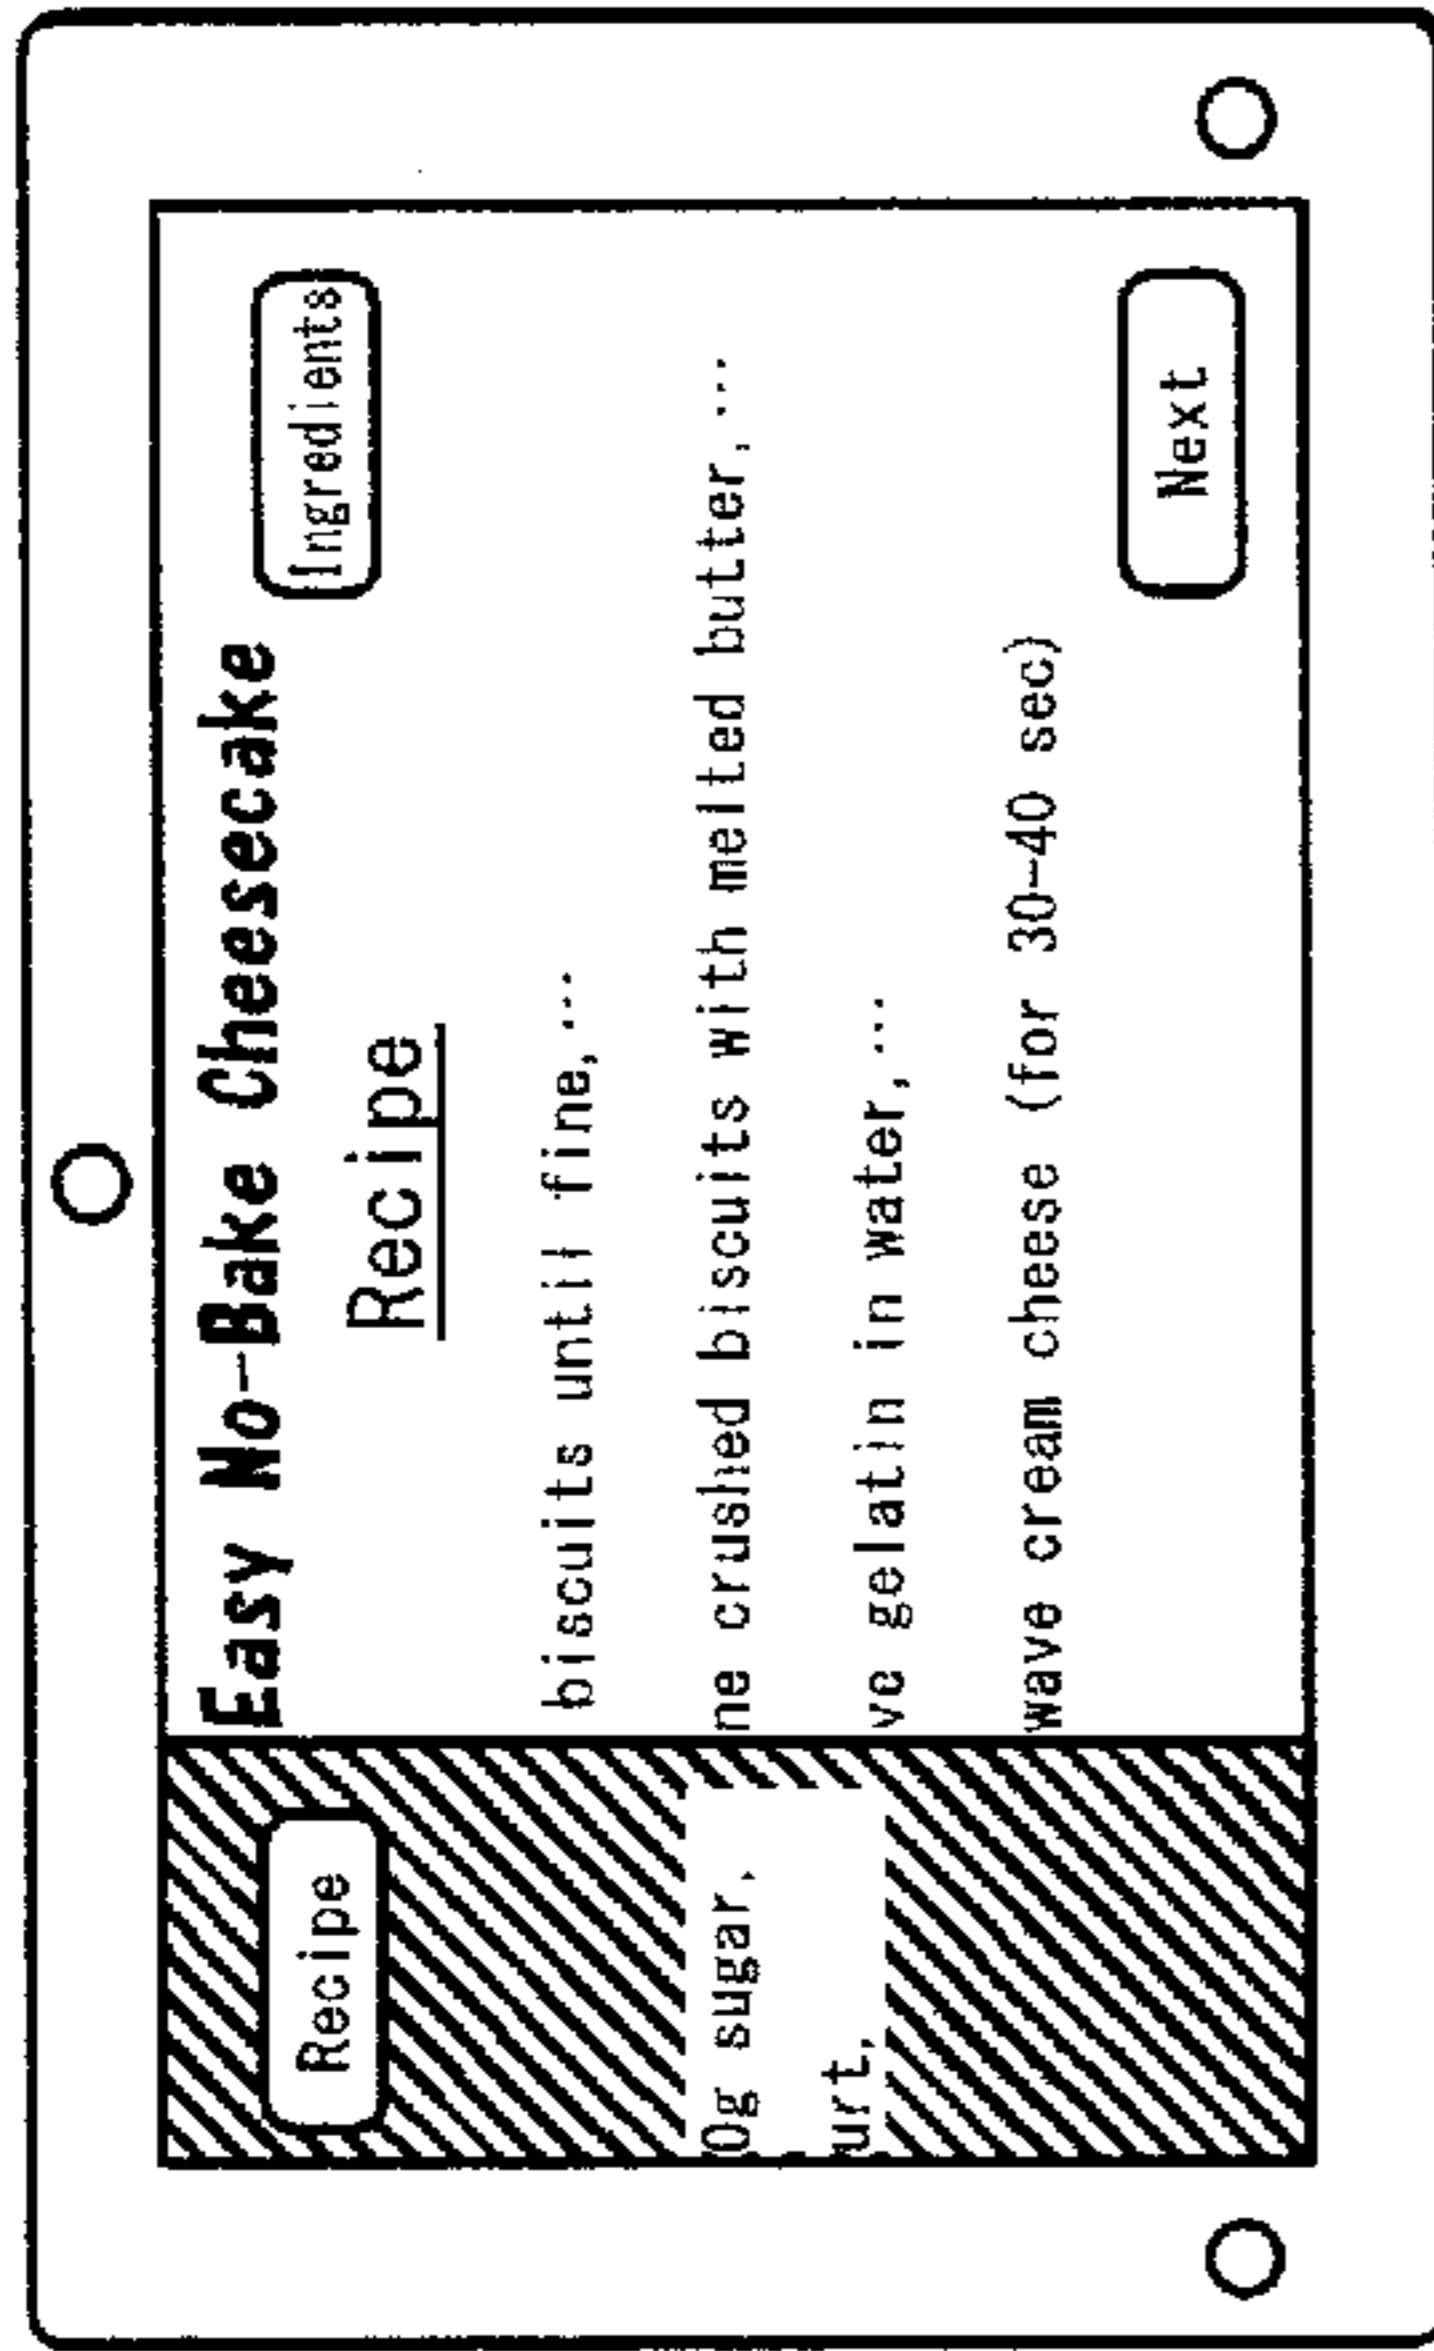 Easy No-Bake Cheesecake
Recipe
Ingredients
Recipe
biscuits until fine,...
0g sugar,
ne crushed biscuits with melted butter,...
urt,
ve gelatin in water,...
wave cream cheese (for 30-40 sec)
Next